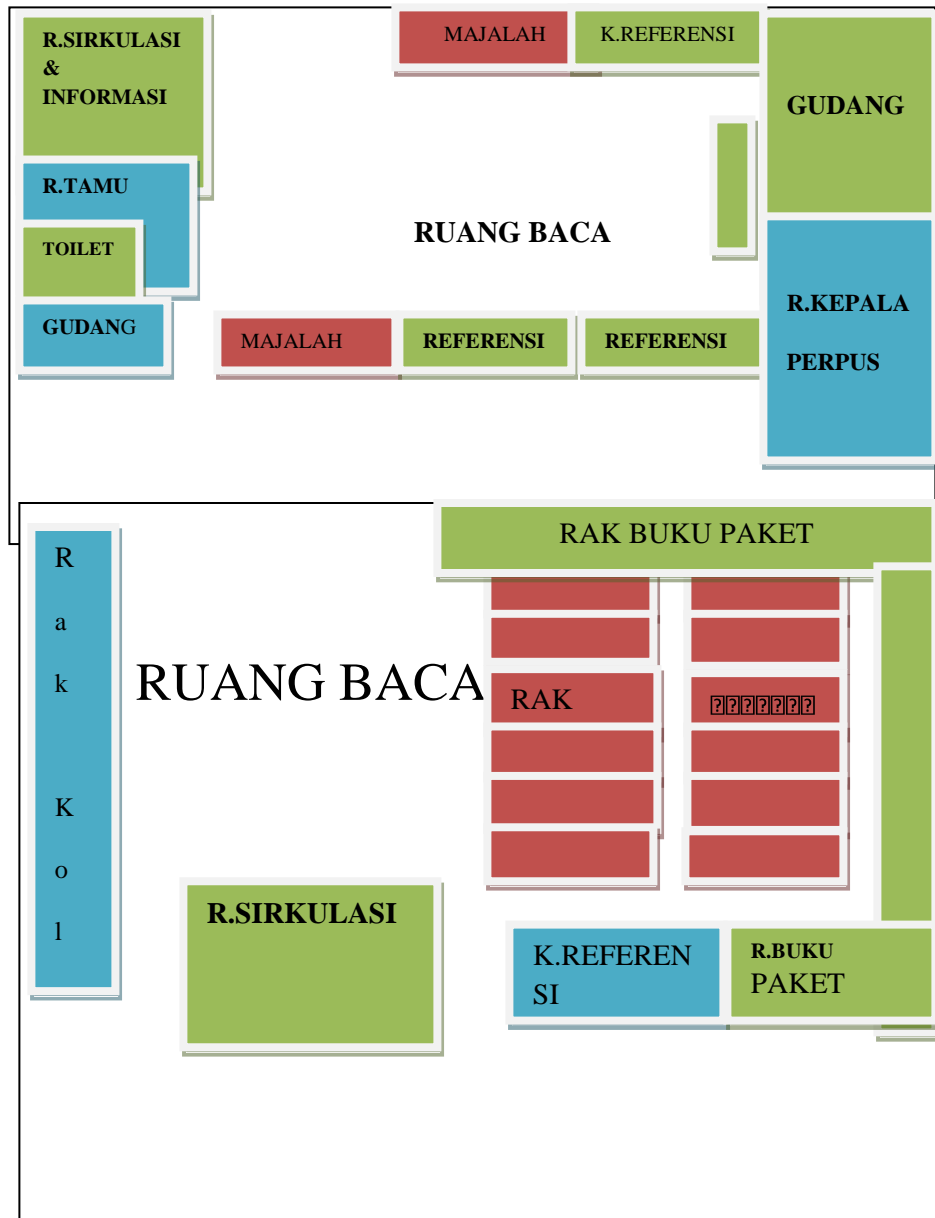 R.SIRKULASI
&
INFORMASI
MAJALAH
K.REFERENSI
GUDANG
R.TAMU
RUANG BACA
TOILET
GUDANG
MAJALAH
REFERENSI
REFERENSI
R.KEPALA
PERPUS
RAK BUKU PAKET
R
a
k
K
o
l
RUANG BACA
RAK
R.SIRKULASI
K.REFEREN
SI
R.BUKU
PAKET